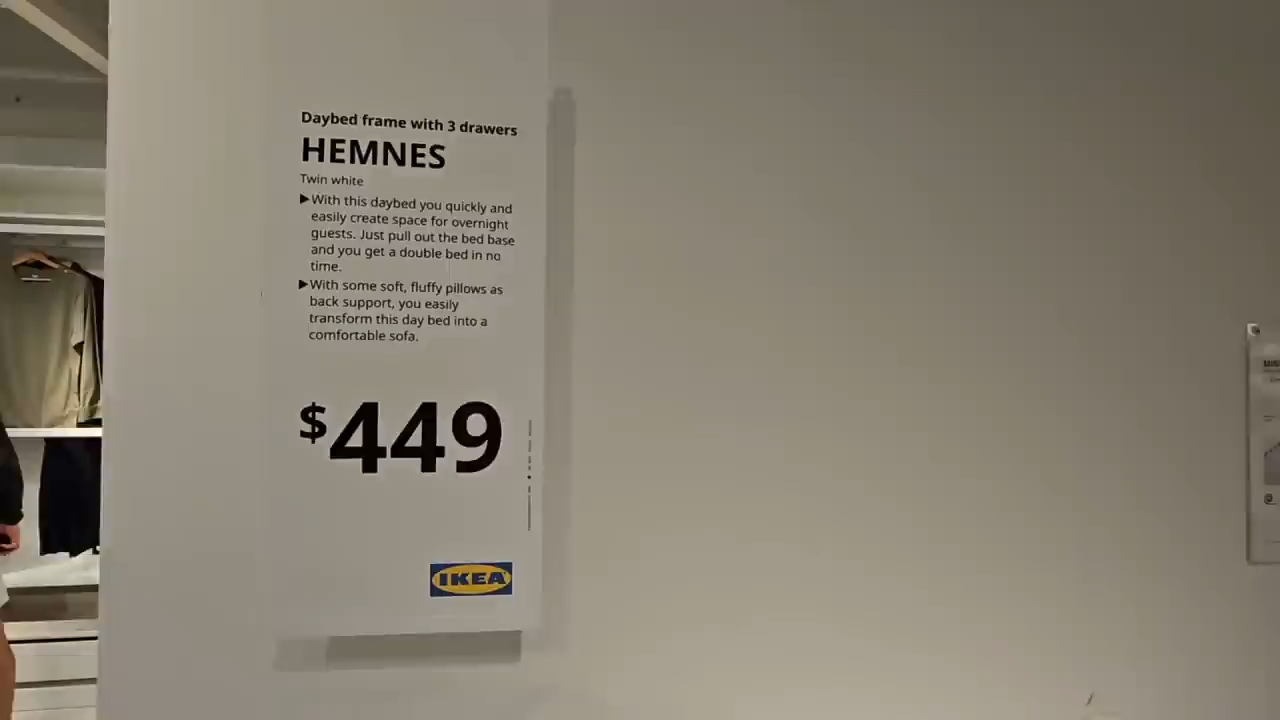 Daybed frame with 3 drawers
HEMNES
Twin white
▶With this daybed you quickly and
easily create space for overnight
guests. Just pull out the bed base
and you get a double bed in no
time.
▶With some soft, fluffy pillows as
back support, you easily
transform this day bed into a
comfortable sofa.
$449
IKEA